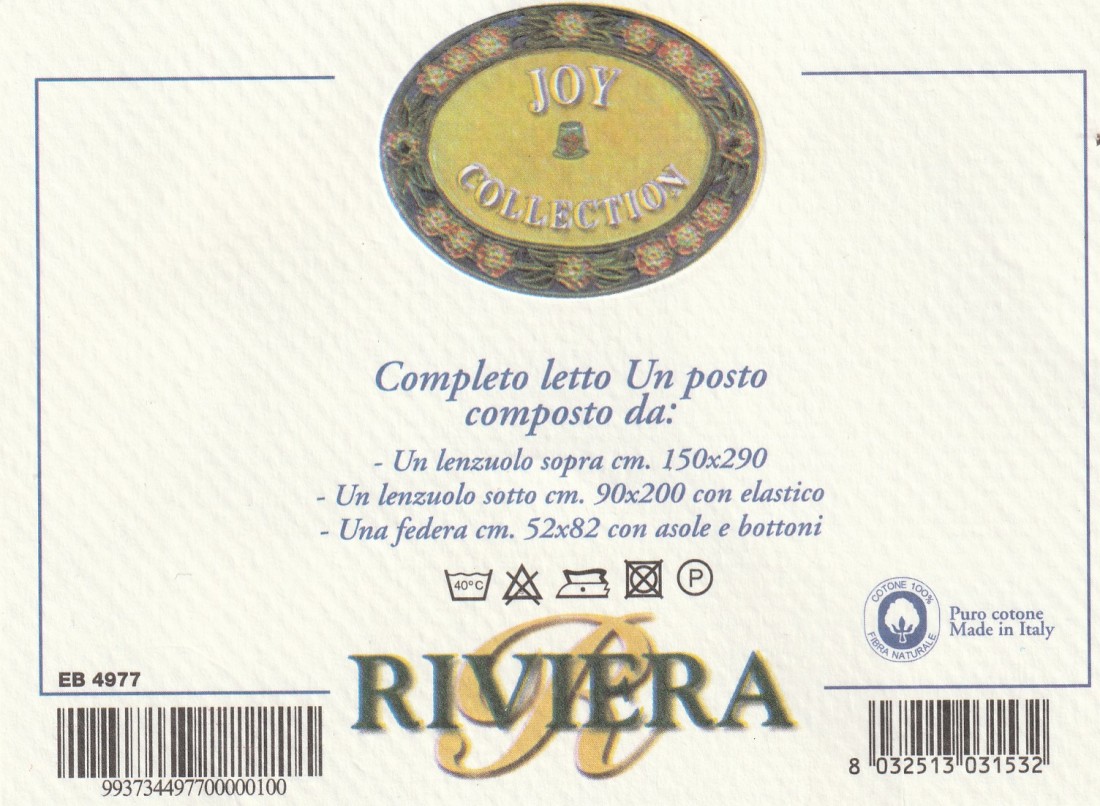 JOY
COLLECTION
Completo letto Un posto
composto da:
- Un lenzuolo sopra cm. 150x290
- Un lenzuolo sotto cm. 90x200 con elastico
- Una federa cm. 52x82 con asole e bottoni
40°C
P
COTONE 100%
FIBRA NATURALE
Puro cotone
Made in Italy
EB 4977
R
RIVIERA
993734497700000100
8 032513 031532